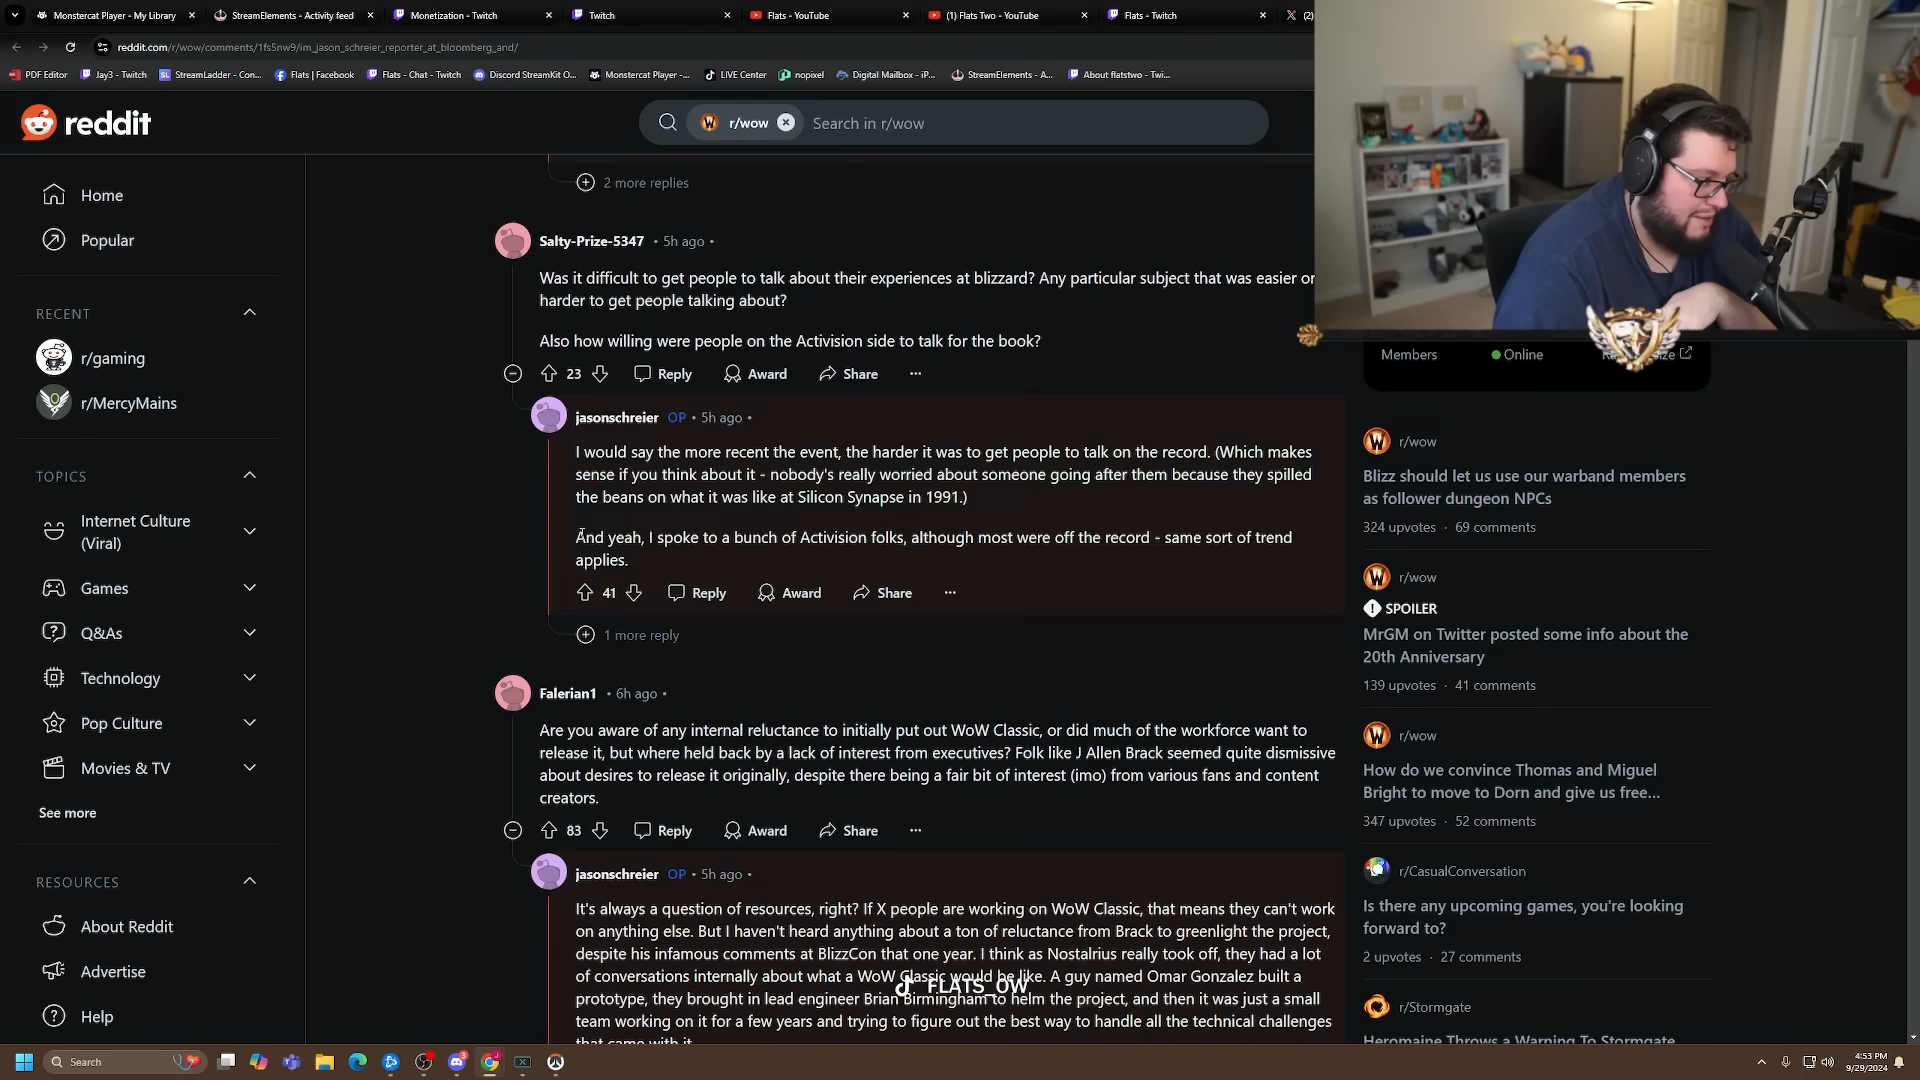 Monstercat Player - My Library
StreamElements - Activity feed
Monetization - Twitch
Twitch
Flats - YouTube
(1) Flats Two - YouTube
Flats - Twitch
(2)
reddit.com/r/wow/comments/1fs5nw9/im_jason_schreier_reporter_at_bloomberg_and/
PDF Editor
Jay3 - Twitch
StreamLadder - Con...
Flats | Facebook
Flats - Chat - Twitch
Discord StreamKit O...
Monstercat Player -...
LIVE Center
nopixel
Digital Mailbox - iP...
StreamElements - A...
About flatstwo - Twi...
reddit
r/wow
Search in r/wow
Home
Popular
RECENT
r/gaming
r/MercyMains
TOPICS
Internet Culture
(Viral)
Games
Q&As
Technology
Pop Culture
Movies & TV
See more
RESOURCES
About Reddit
Advertise
Help
2 more replies
Salty-Prize-5347 • 5h ago •
Was it difficult to get people to talk about their experiences at blizzard? Any particular subject that was easier or
harder to get people talking about?
Also how willing were people on the Activision side to talk for the book?
23 Reply Award Share ...
jasonschreier OP • 5h ago •
I would say the more recent the event, the harder it was to get people to talk on the record. (Which makes
sense if you think about it - nobody's really worried about someone going after them because they spilled
the beans on what it was like at Silicon Synapse in 1991.)
And yeah, I spoke to a bunch of Activision folks, although most were off the record - same sort of trend
applies.
41 Reply Award Share ...
1 more reply
Falerian1 • 6h ago •
Are you aware of any internal reluctance to initially put out WoW Classic, or did much of the workforce want to
release it, but where held back by a lack of interest from executives? Folk like J Allen Brack seemed quite dismissive
about desires to release it originally, despite there being a fair bit of interest (imo) from various fans and content
creators.
83 Reply Award Share ...
jasonschreier OP • 5h ago •
It's always a question of resources, right? If X people are working on WoW Classic, that means they can't work
on anything else. But I haven't heard anything about a ton of reluctance from Brack to greenlight the project,
despite his infamous comments at BlizzCon that one year. I think as Nostalrius really took off, they had a lot
of conversations internally about what a WoW Classic would be like. A guy named Omar Gonzalez built a
prototype, they brought in lead engineer Brian Birmingham to helm the project, and then it was just a small
team working on it for a few years and trying to figure out the best way to handle all the technical challenges
that came with it.
FLATS_OW
Members
Online
r/wow
Blizz should let us use our warband members
as follower dungeon NPCs
324 upvotes · 69 comments
r/wow
SPOILER
MrGM on Twitter posted some info about the
20th Anniversary
139 upvotes · 41 comments
r/wow
How do we convince Thomas and Miguel
Bright to move to Dorn and give us free...
347 upvotes · 52 comments
r/CasualConversation
Is there any upcoming games, you're looking
forward to?
2 upvotes · 27 comments
r/Stormgate
Heromaine Throws a Warning To Stormgate
Search
4:53 PM
9/29/2024